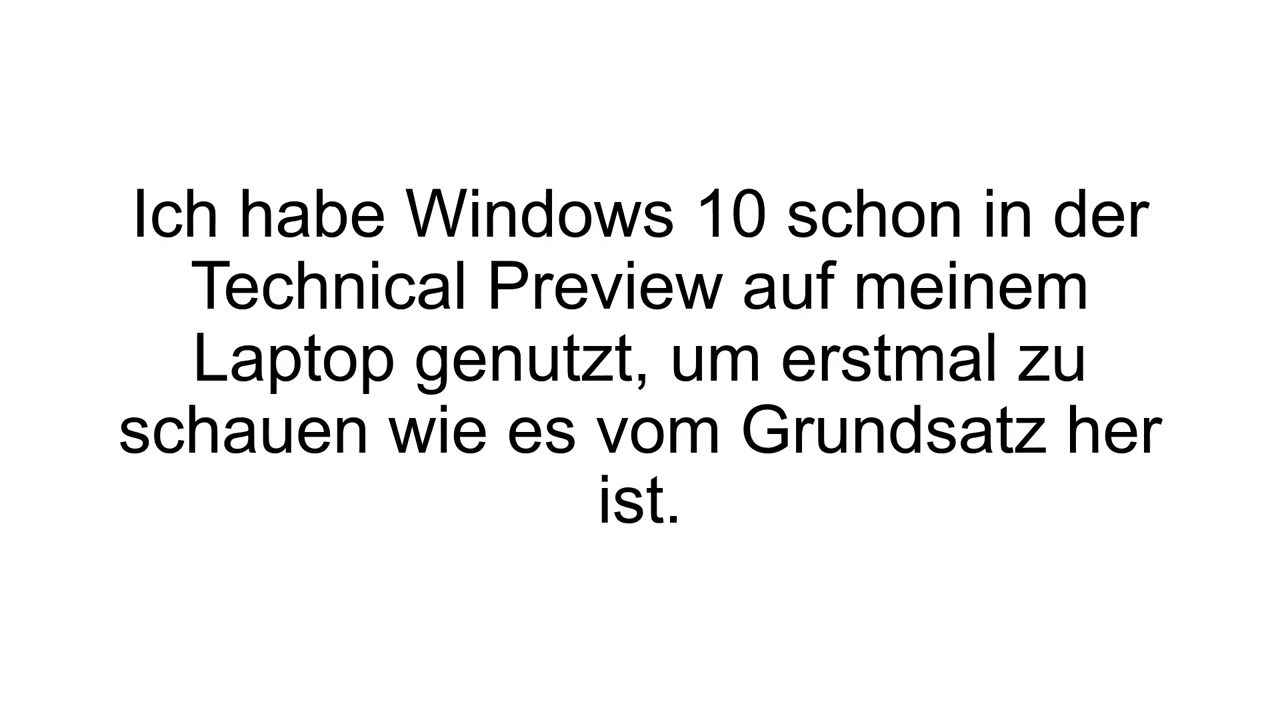 Ich habe Windows 10 schon in der
Technical Preview auf meinem
Laptop genutzt, um erstmal zu
schauen wie es vom Grundsatz her
ist.